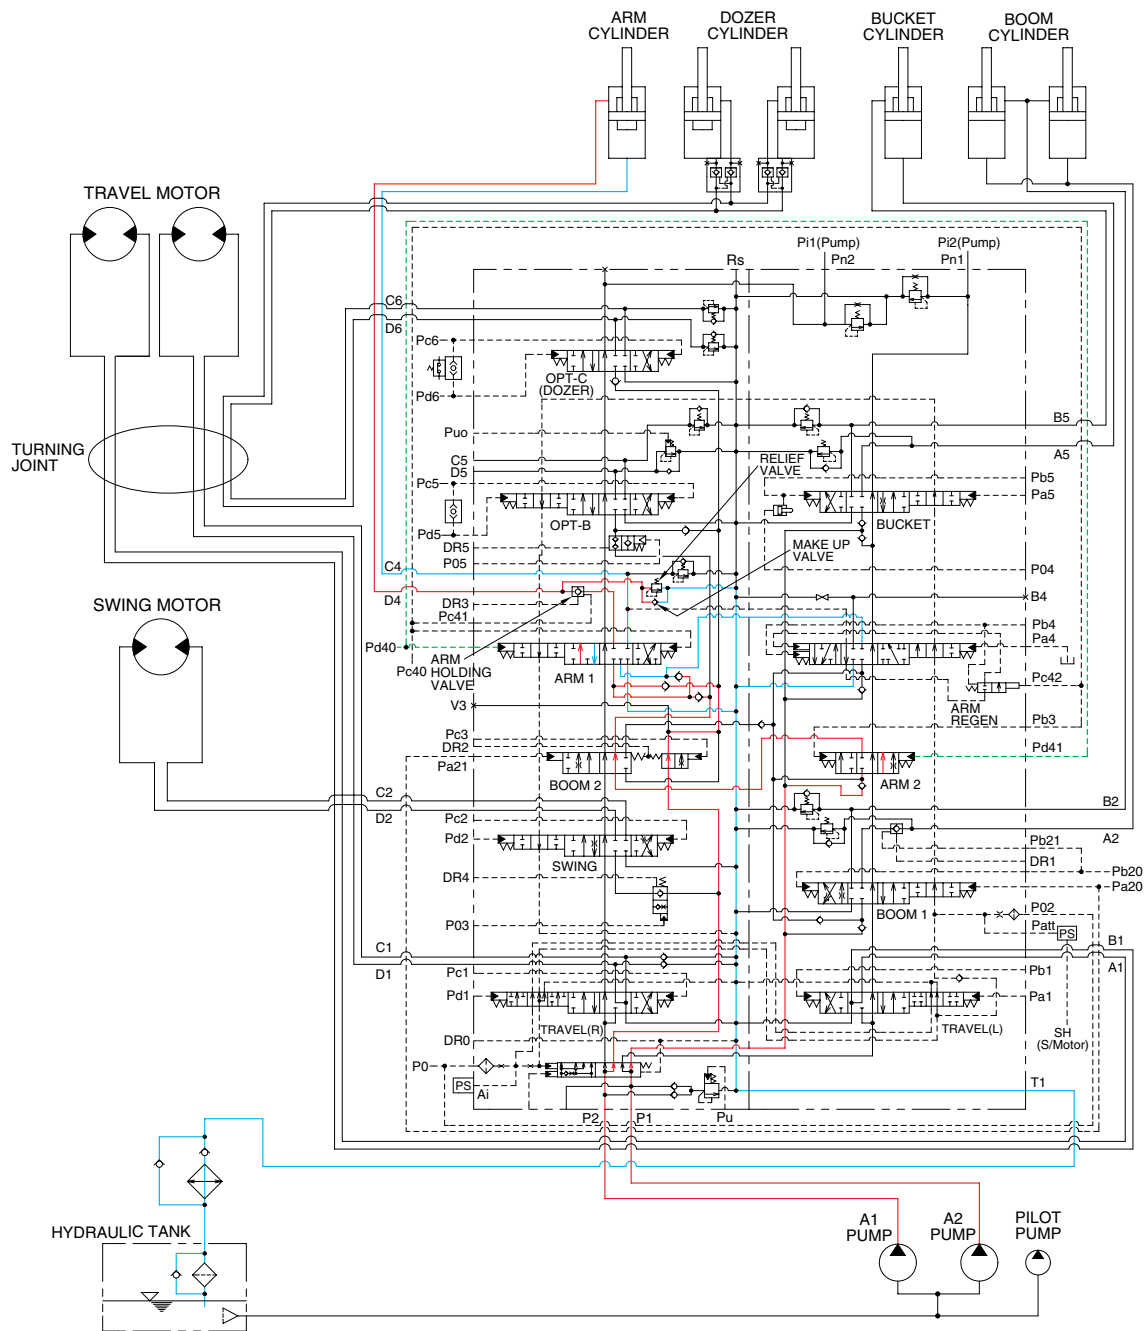 ARM
CYLINDER
DOZER
CYLINDER
BUCKET
CYLINDER
BOOM
CYLINDER
TRAVEL MOTOR
TURNING
JOINT
SWING MOTOR
Pi1(Pump)
Pn2
Pi2(Pump)
Pn1
Rs
C6
D6
Pc6
Pd6
OPT-C
(DOZER)
Puo
C5
D5
Pc5
Pd5
OPT-B
DR5
P05
C4
D4
DR3
Pc41
Pd40
Pc40
ARM
HOLDING
VALVE
ARM 1
RELIEF
VALVE
MAKE UP
VALVE
B5
A5
Pb5
Pa5
BUCKET
P04
B4
Pb4
Pa4
Pc42
ARM
REGEN
Pb3
Pd41
ARM 2
V3
Pc3
DR2
Pa21
BOOM 2
C2
D2
Pc2
Pd2
SWING
DR4
P03
B2
A2
Pb21
DR1
Pb20
Pa20
BOOM 1
P02
Patt
PS
C1
D1
Pc1
Pd1
TRAVEL(R)
B1
A1
Pb1
Pa1
TRAVEL(L)
SH
(S/Motor)
DR0
P0
PS
Ai
T1
P2
P1
Pu
HYDRAULIC TANK
A1
PUMP
A2
PUMP
PILOT
PUMP